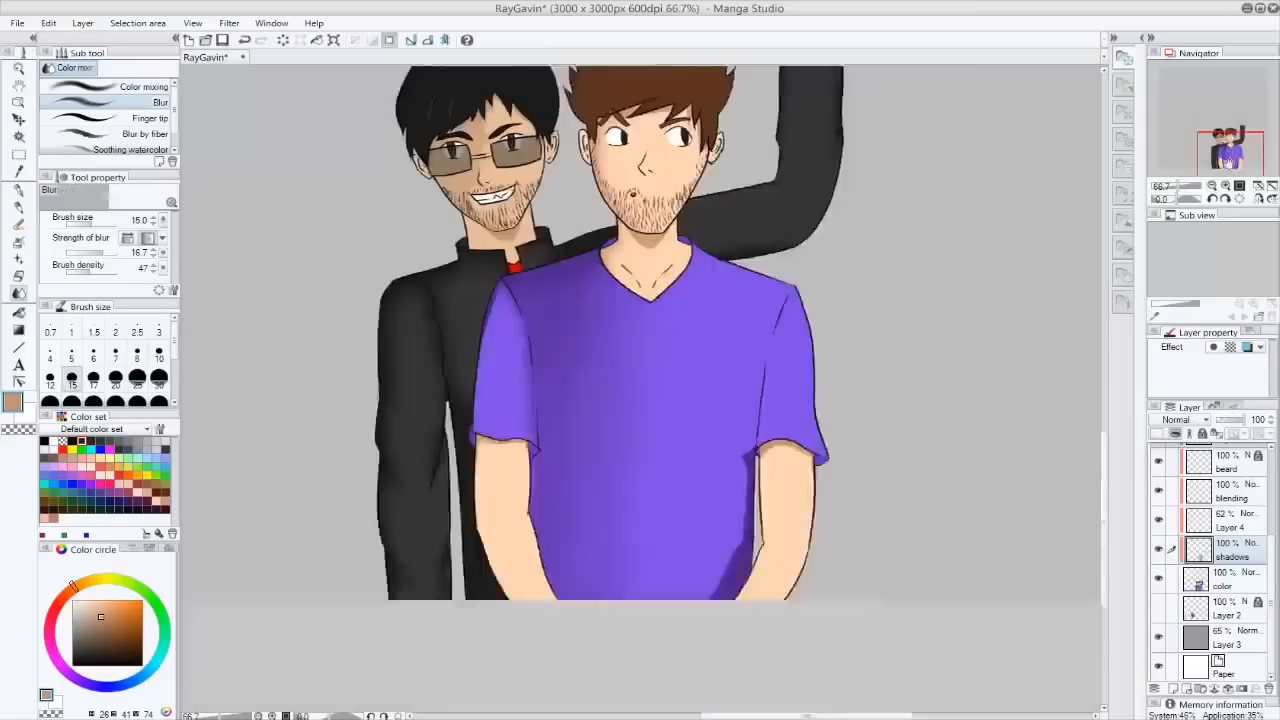 RayGavin* (3000 x 3000px 600dpi 66.7%) - Manga Studio
File Edit Layer Selection area View Filter Window Help
Sub tool
RayGavin*
Navigator
Color mixing
Blur
Finger tip
Blur by fiber
Soothing watercolor
Tool property
Blur
Brush size 15.0
Strength of blur
16.7
Brush density 47
66.7
0.0
Sub view
Brush size
0.7 1 1.5 2 2.5 3
4 5 6 7 8 10
12 15 17 20 25 30
Layer property
Effect
Color set
Default color set
Layer
Normal 100
100 % N
beard
100 % No...
blending
62 % Nor...
Layer 4
100 % No...
shadows
100 % Nor...
color
100 % N
Layer 2
65 % Norm...
Layer 3
Paper
Color circle
26 41 74
66.7 0.0
Memory information
System:46% Application:35%